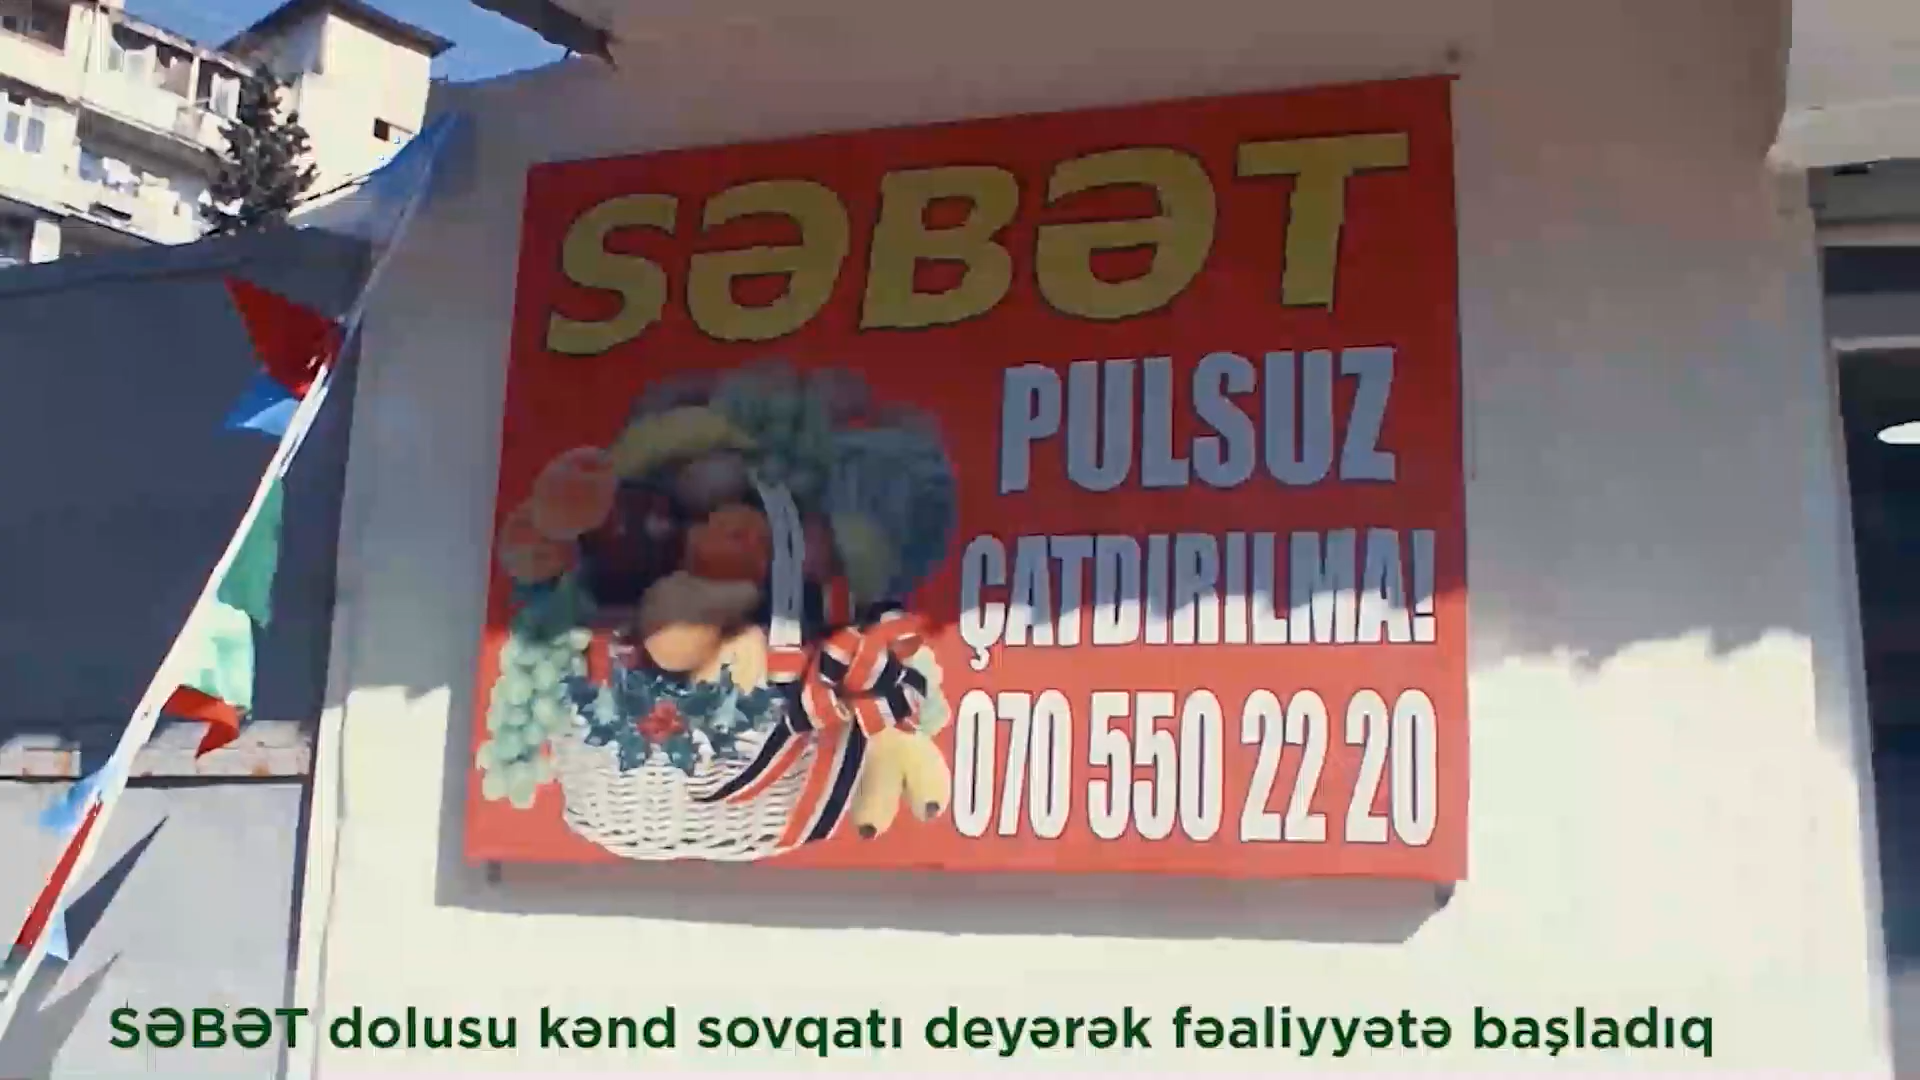 SƏBƏT
PULSUZ
ÇATDIRILMA!
070 550 22 20
SƏBƏT dolusu kənd sovqatı deyərək fəaliyyətə başladıq